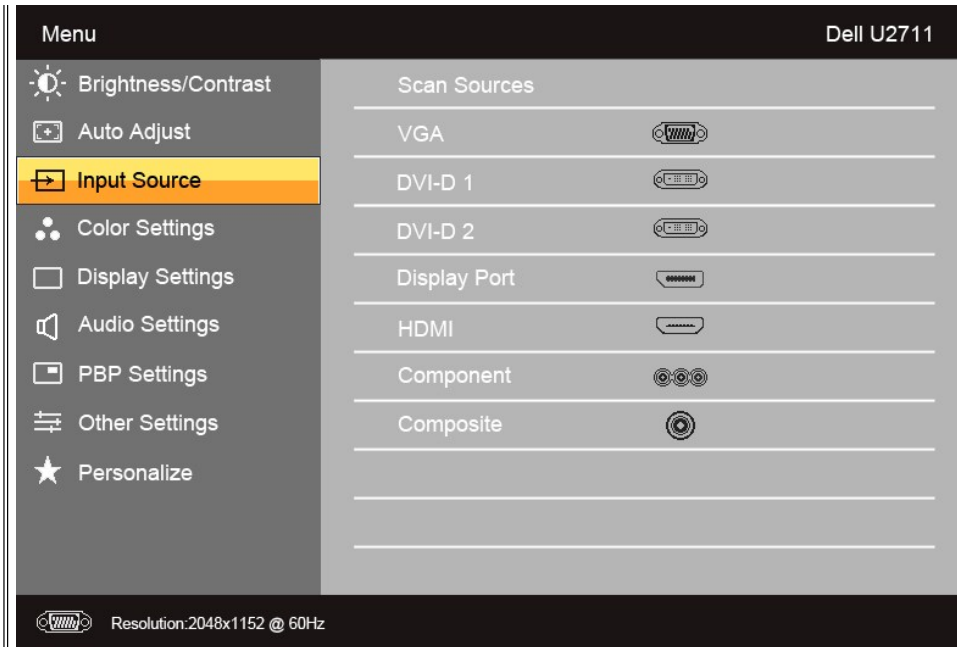 Menu
Dell U2711
Brightness/Contrast
Auto Adjust
Input Source
Color Settings
Display Settings
Audio Settings
PBP Settings
Other Settings
Personalize
Scan Sources
VGA
DVI-D 1
DVI-D 2
Display Port
HDMI
Component
Composite
Resolution:2048x1152 @ 60Hz